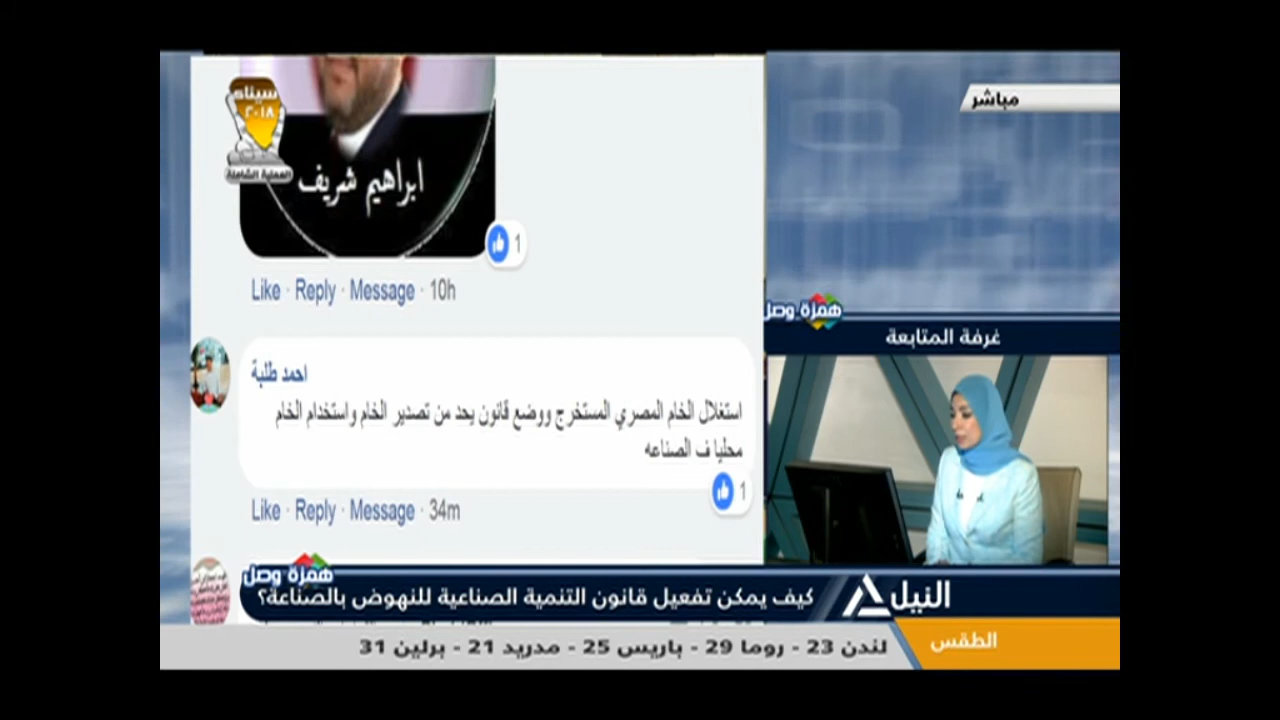 سيناء
٢٠١٨
العملية الشاملة
مباشر
ابراهيم شريف
1
Like · Reply · Message · 10h
همزة وصل
غرفة المتابعة
احمد طلبة
استغلال الخام المصري المستخرج ووضع قانون يحد من تصدير الخام واستخدام الخام
محليا ف الصناعه
1
Like · Reply · Message · 34m
همزة وصل
كيف يمكن تفعيل قانون التنمية الصناعية للنهوض بالصناعة؟
النيل
الطقس
لندن 23 - روما 29 - باريس 25 - مدريد 21 - برلين 31